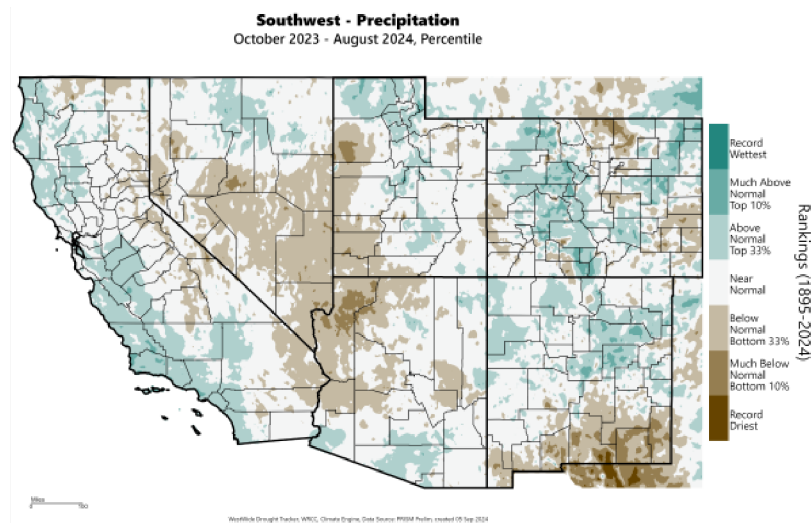 Southwest - Precipitation
October 2023 - August 2024, Percentile
Record
Wettest
Much Above
Normal
Top 10%
Above
Normal
Top 33%
Near
Normal
Below
Normal
Bottom 33%
Much Below
Normal
Bottom 10%
Record
Driest
Rankings (1895-2024)
Miles
0 100
WestWide Drought Tracker, WRCC, Climate Engine, Data Source: PRISM Prelim, created 05 Sep 2024